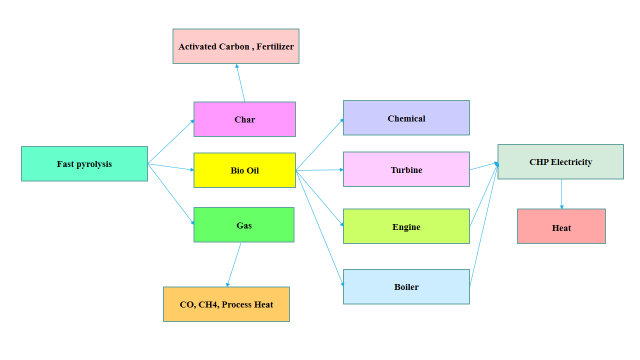 Activated Carbon , Fertilizer
Char
Chemical
Fast pyrolysis
Bio Oil
Turbine
CHP Electricity
Gas
Engine
Heat
CO, CH4, Process Heat
Boiler